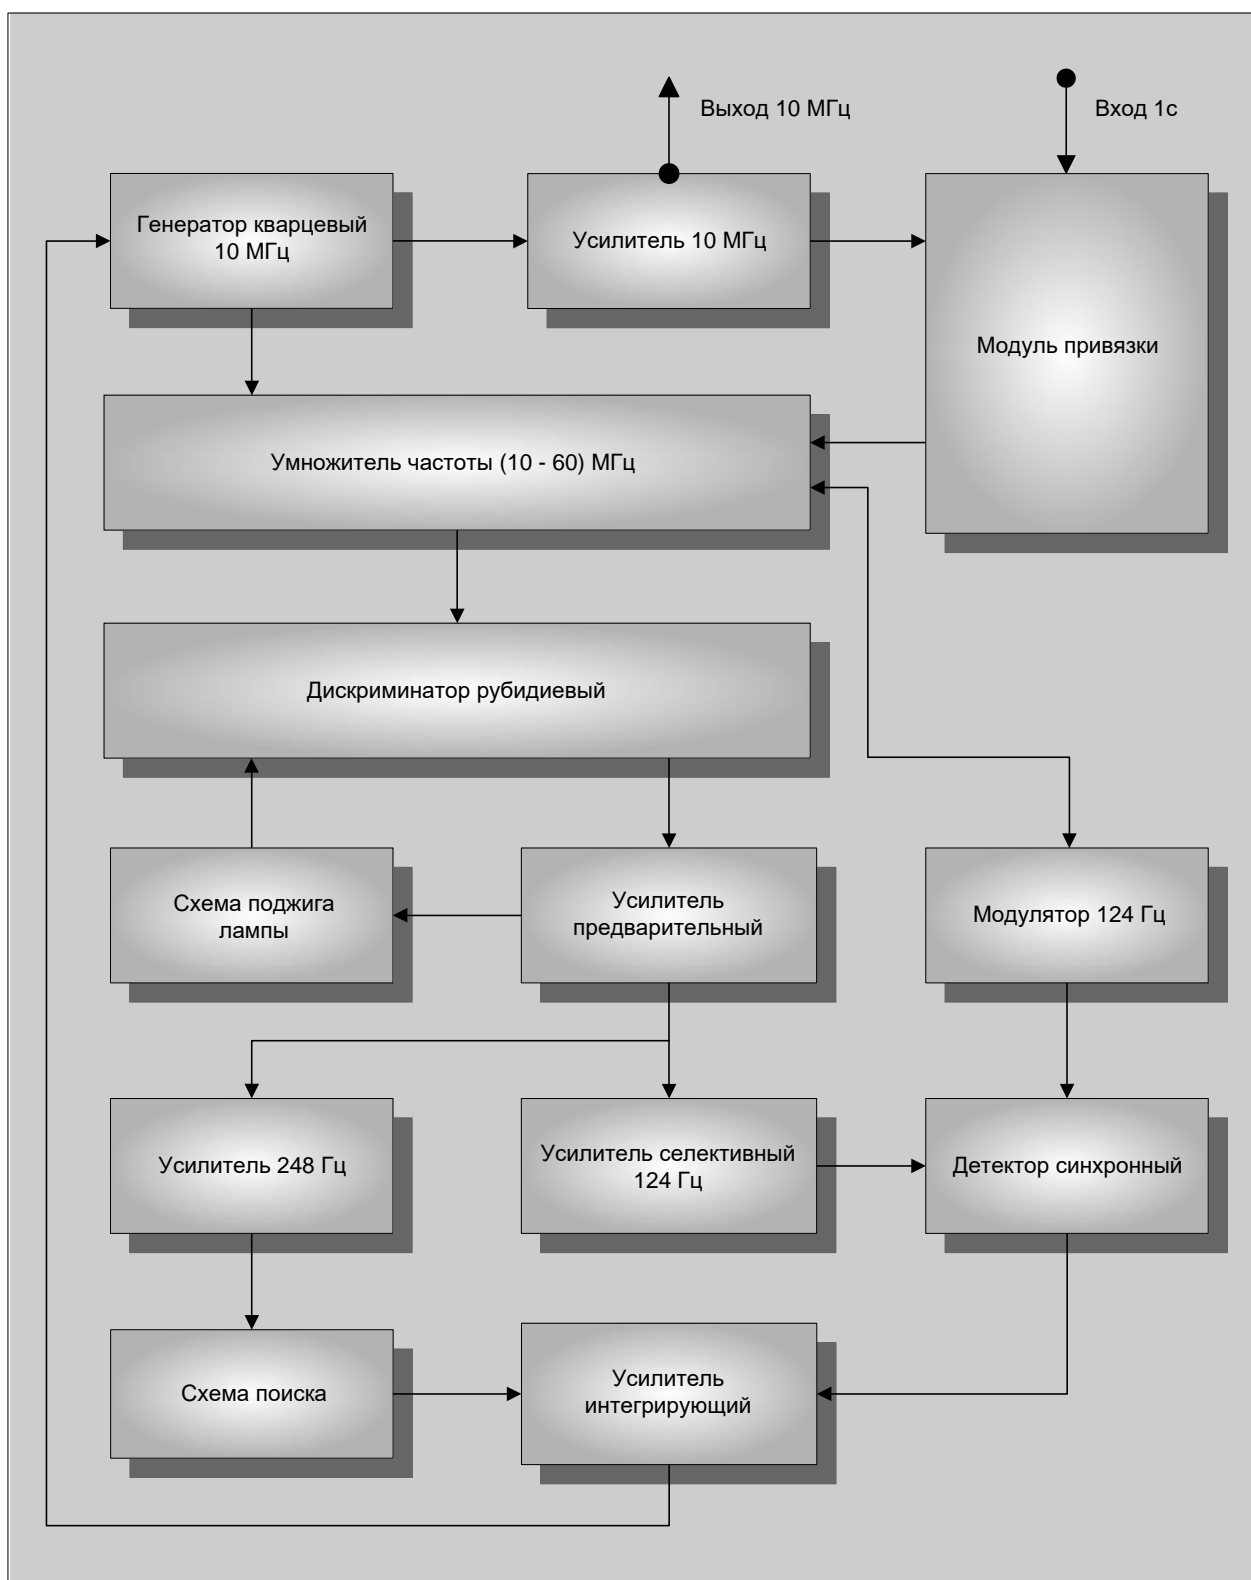 Выход 10 МГц
Вход 1с
Генератор кварцевый
10 МГц
Усилитель 10 МГц
Модуль привязки
Умножитель частоты (10 - 60) МГц
Дискриминатор рубидиевый
Схема поджига
лампы
Усилитель
предварительный
Модулятор 124 Гц
Усилитель 248 Гц
Усилитель селективный
124 Гц
Детектор синхронный
Схема поиска
Усилитель
интегрирующий